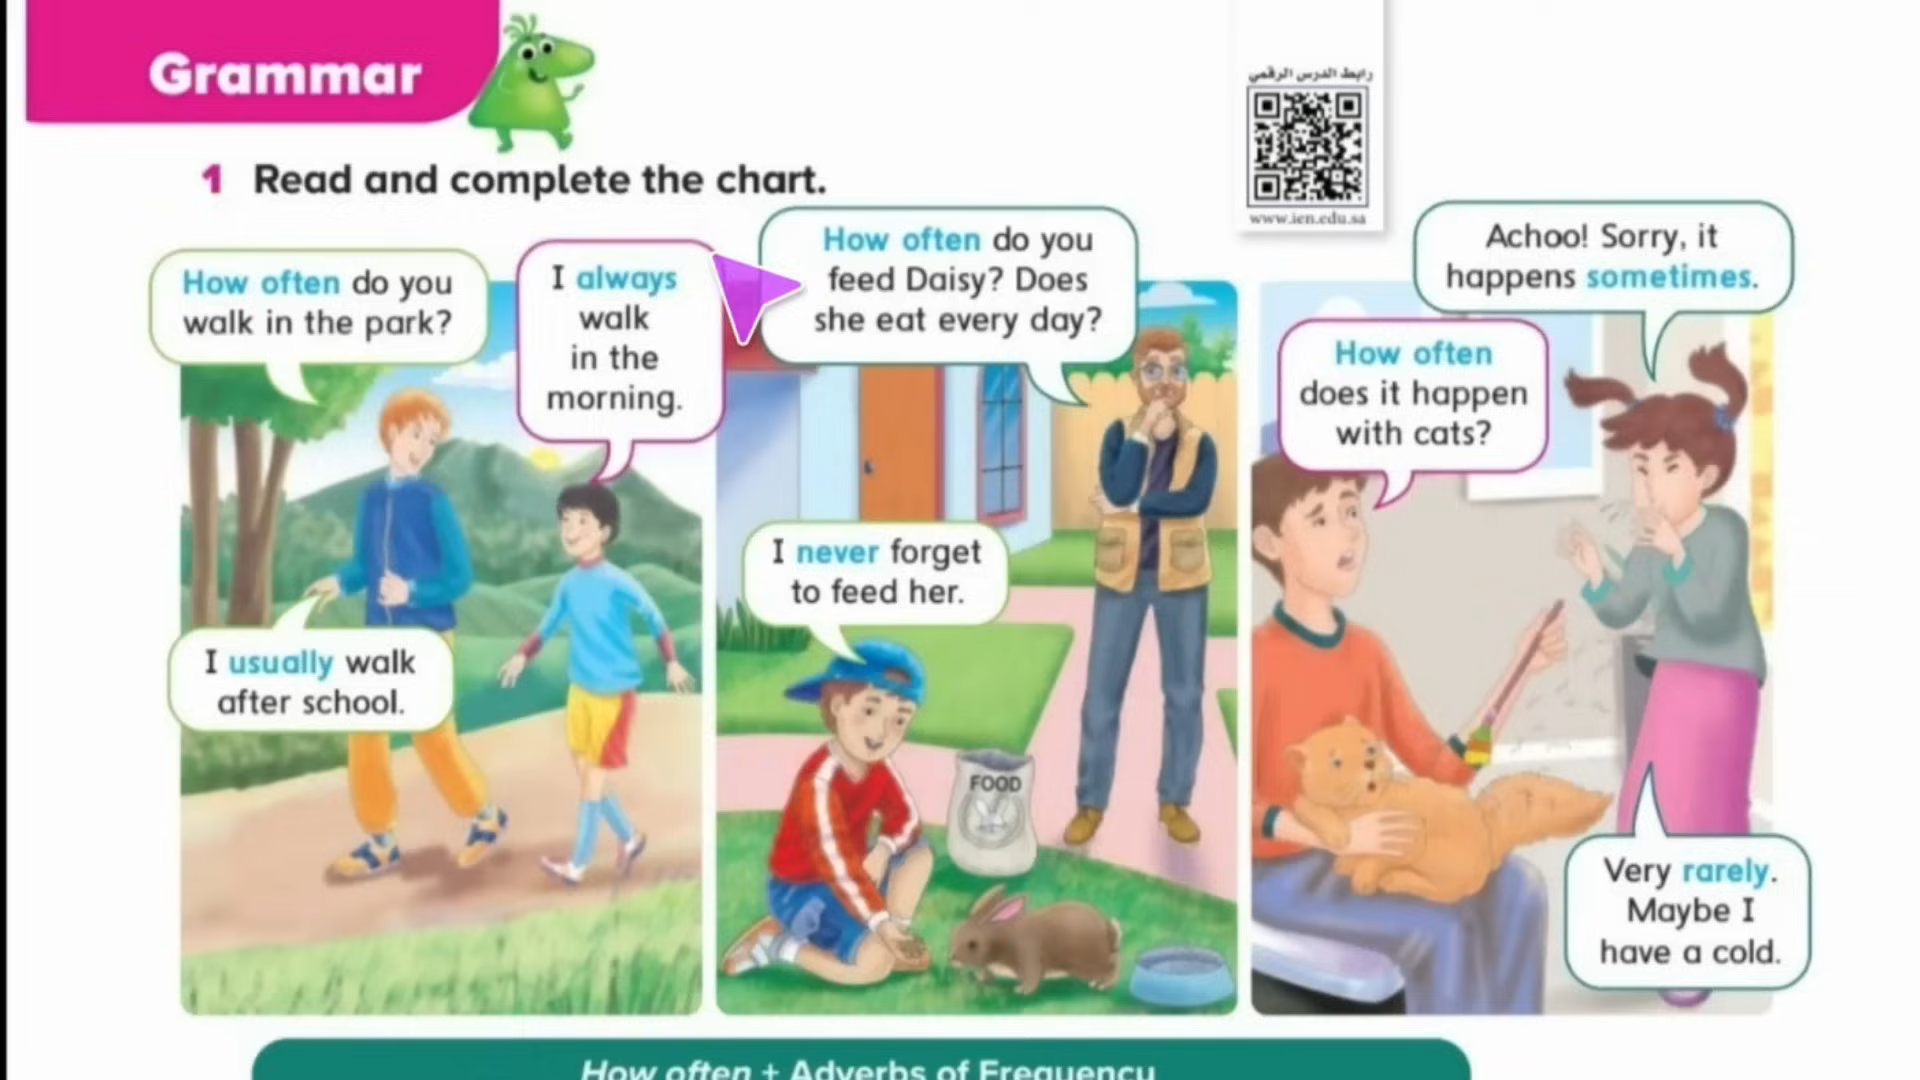 Grammar
رابط الدرس الرقمي
www.ien.edu.sa
1 Read and complete the chart.
How often do you
walk in the park?
I always
walk
in the
morning.
I usually walk
after school.
How often do you
feed Daisy? Does
she eat every day?
I never forget
to feed her.
FOOD
Achoo! Sorry, it
happens sometimes.
How often
does it happen
with cats?
Very rarely.
Maybe I
have a cold.
How often + Adverbs of Frequency